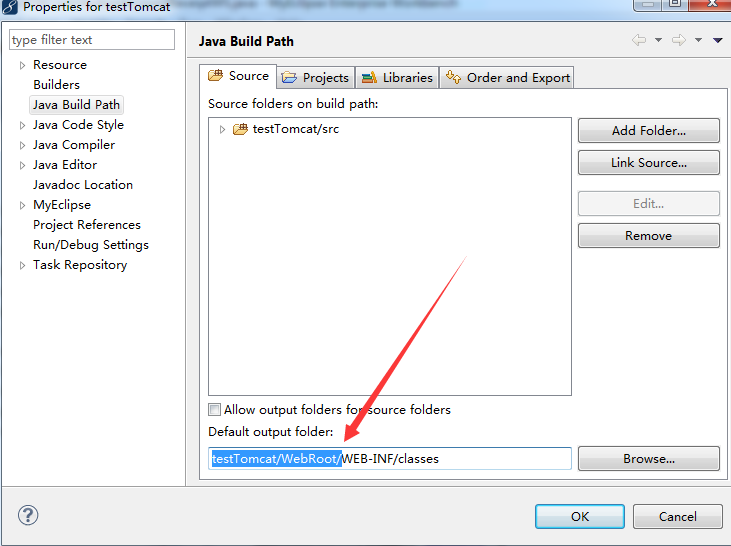 Properties for testTomcat
type filter text
Resource
Builders
Java Build Path
Java Code Style
Java Compiler
Java Editor
Javadoc Location
MyEclipse
Project References
Run/Debug Settings
Task Repository
Java Build Path
Source Projects Libraries Order and Export
Source folders on build path:
testTomcat/src
Add Folder...
Link Source...
Edit...
Remove
Allow output folders for source folders
Default output folder:
testTomcat/WebRoot/WEB-INF/classes
Browse...
OK Cancel